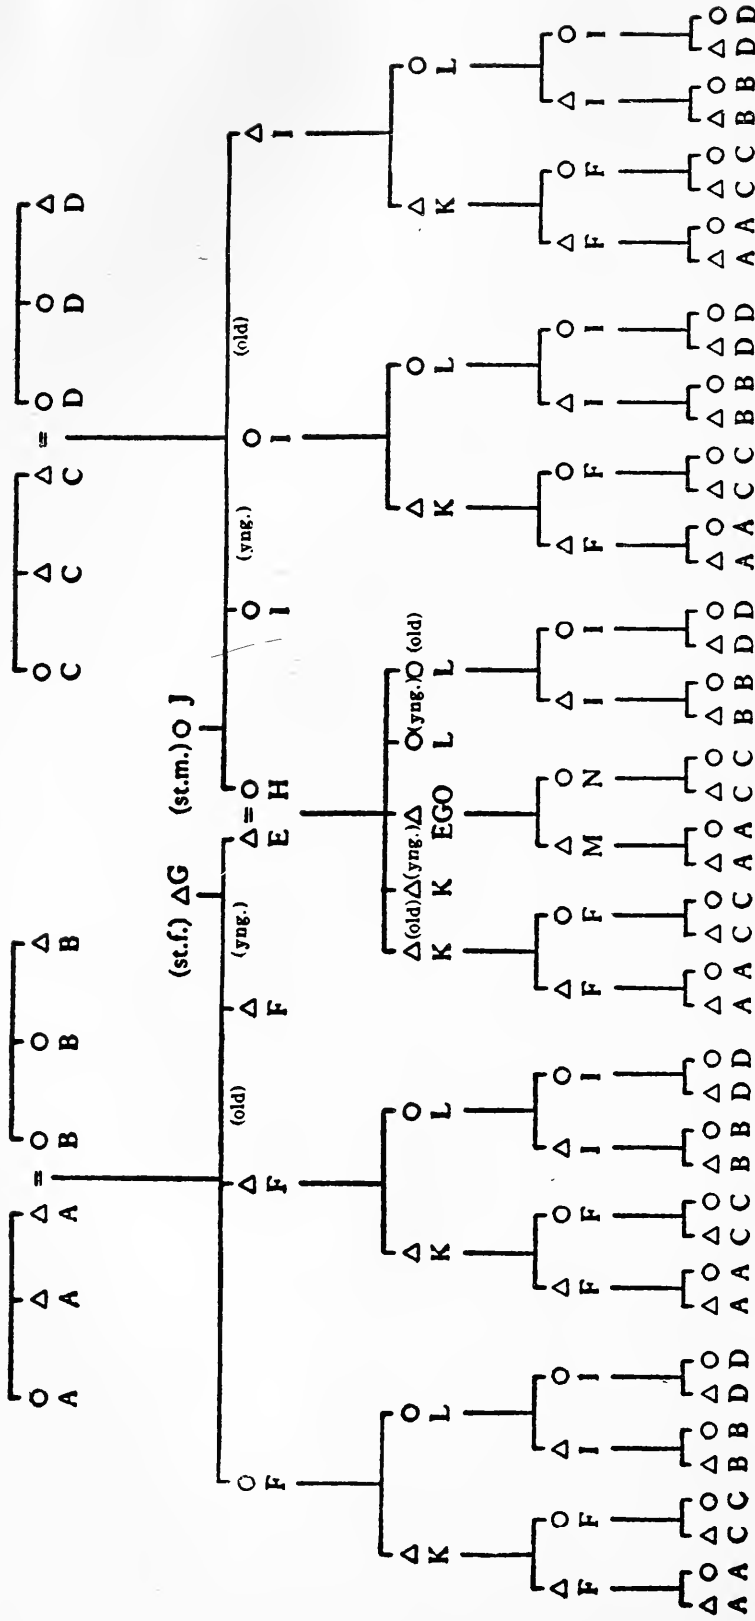 A A A = B B B C C C = D D D
(st.f.) G (st.m.) J
(old) (yng.) = (yng.) (old)
F F F E H I I I
(old) (yng.) (yng.) (old)
K L K L K K EGO L L K L K L
F F I I F F I I F F M N I I F F I I F F I I
A A C C B B D D A A C C B B D D A A C C A A C C B B D D A A C C B B D D A A C C B B D D